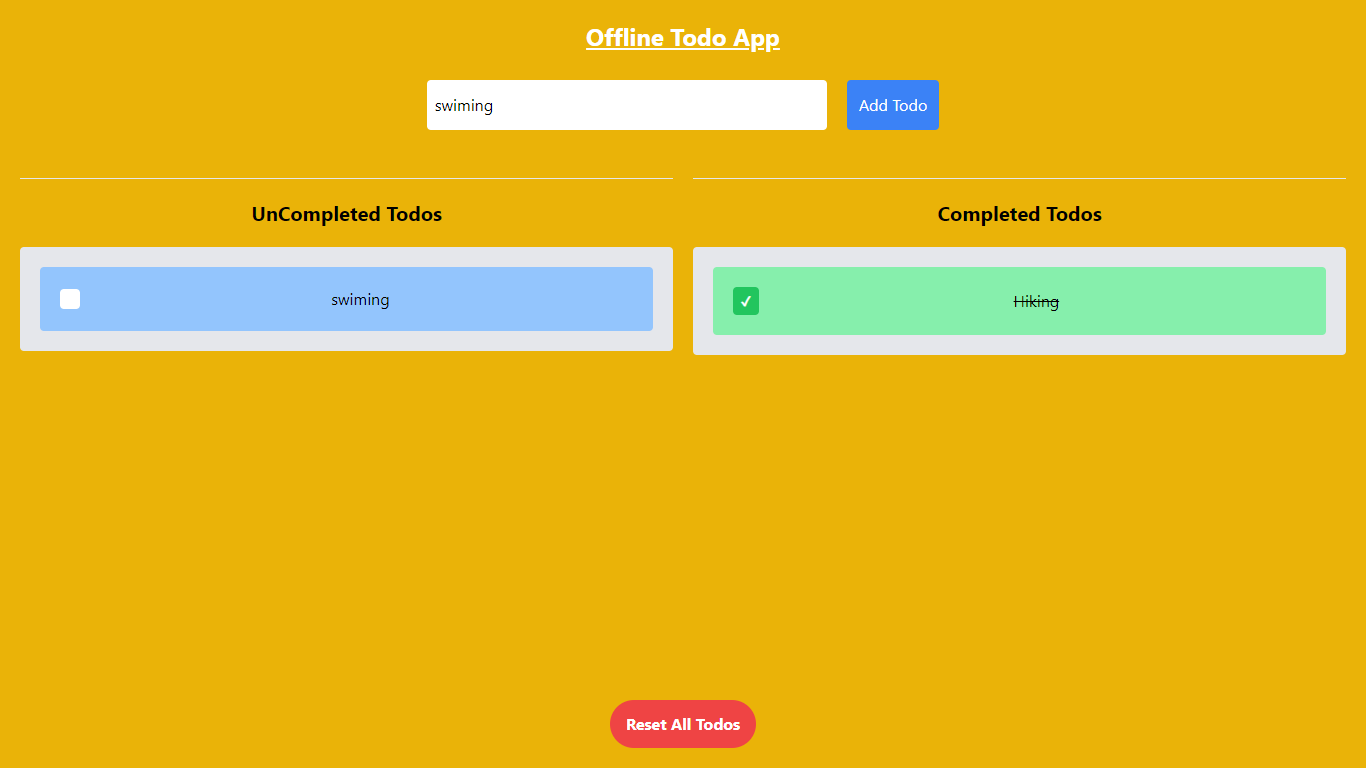 Offline Todo App
swiming
Add Todo
UnCompleted Todos
Completed Todos
swiming
✓
Hiking
Reset All Todos